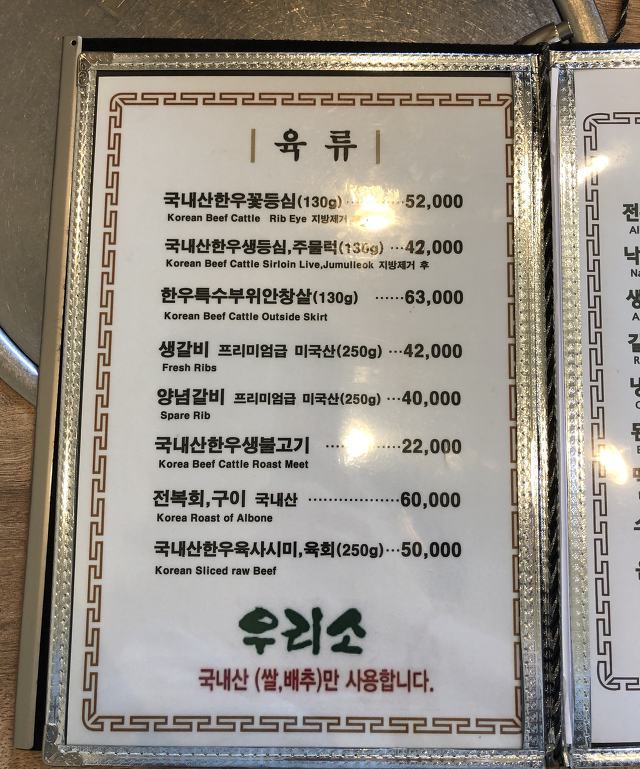 육 류
국내산한우꽃등심(130g) ········ 52,000
Korean Beef Cattle Rib Eye 지방제거
국내산한우생등심,주물럭(130g) ···42,000
Korean Beef Cattle Sirloin Live,Jumulleok 지방제거 후
한우특수부위안창살(130g) ······63,000
Korean Beef Cattle Outside Skirt
생갈비 프리미엄급 미국산(250g) ···42,000
Fresh Ribs
양념갈비 프리미엄급 미국산(250g) ···40,000
Spare Rib
국내산한우생불고기 ············22,000
Korea Beef Cattle Roast Meet
전복회,구이 국내산 ··················60,000
Korea Roast of Albone
국내산한우육사시미,육회(250g)···50,000
Korean Sliced raw Beef
우리소
국내산 (쌀,배추)만 사용합니다.